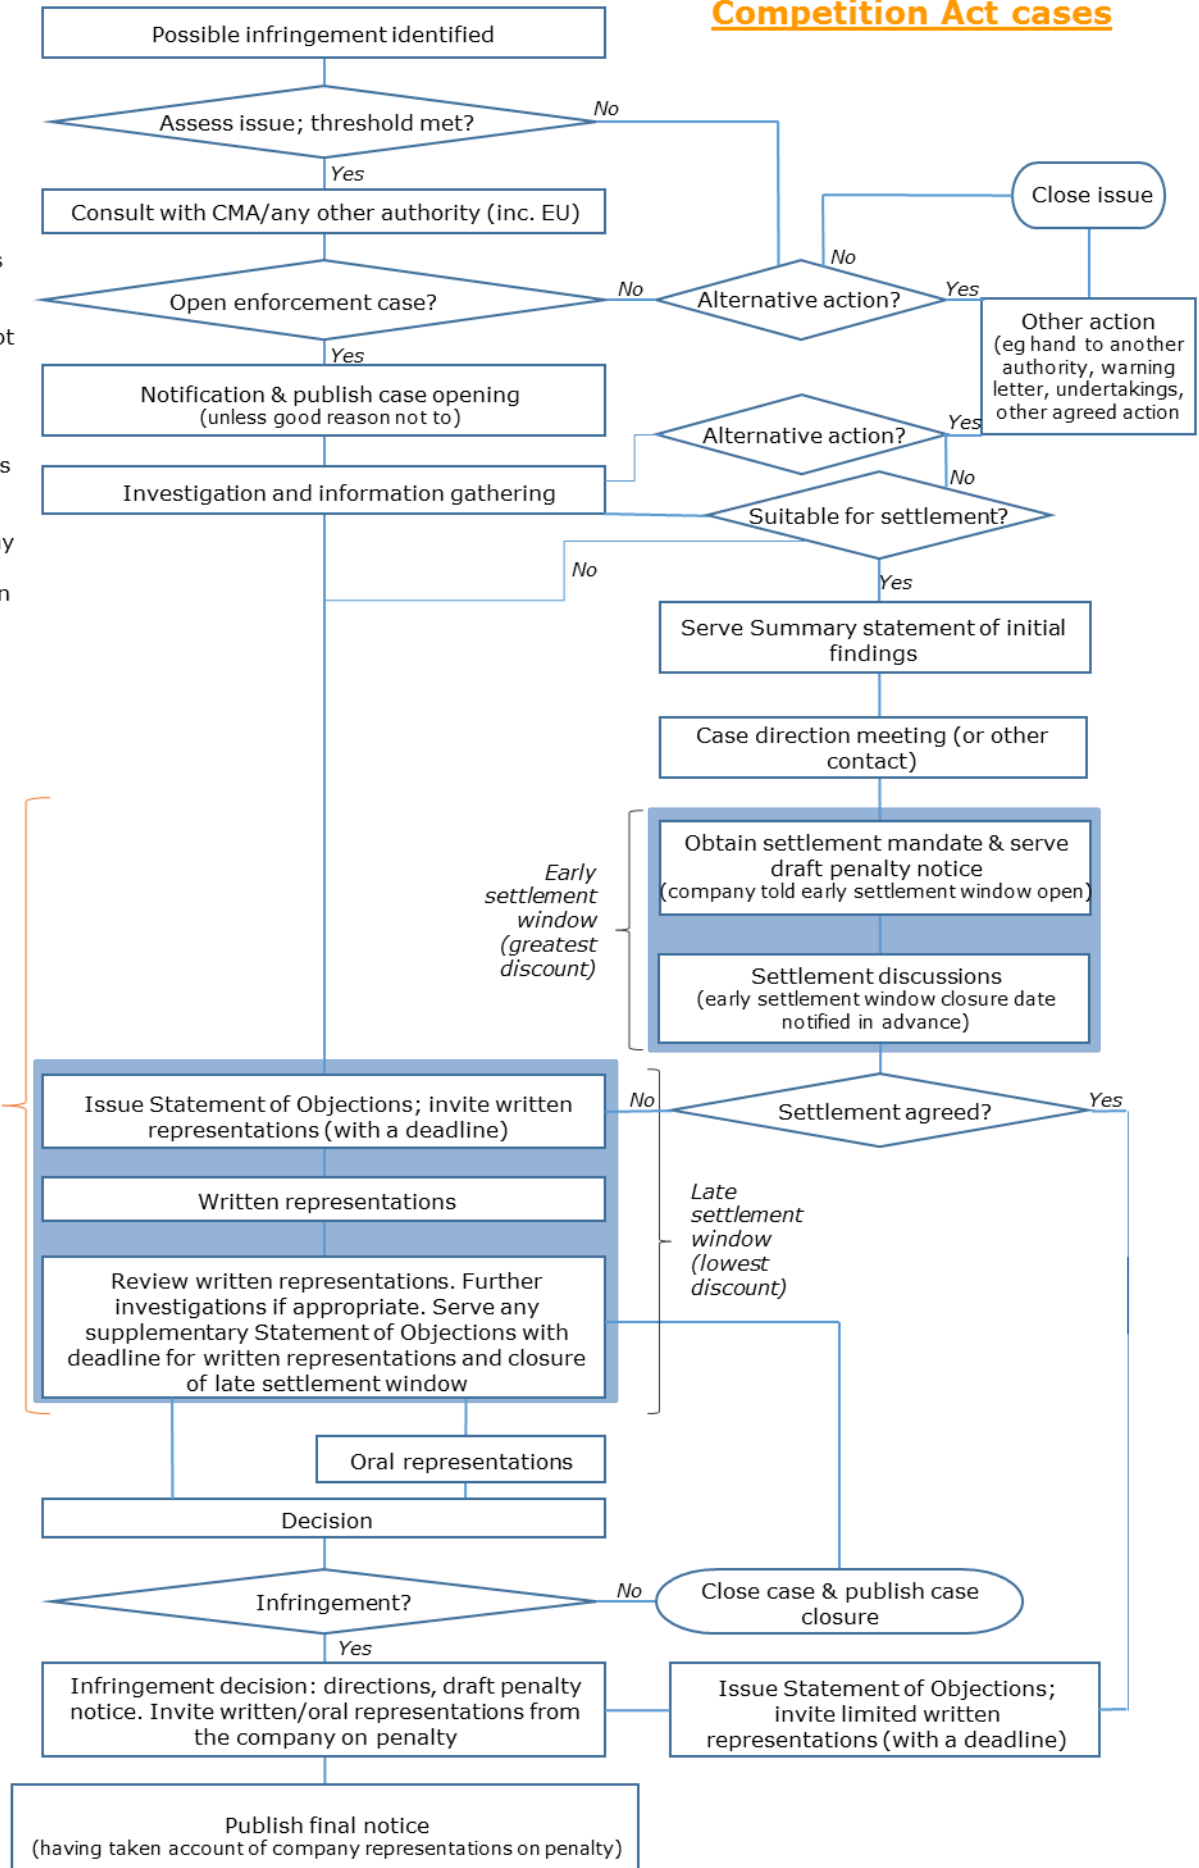 Competition Act cases
Possible infringement identified
Assess issue; threshold met?
No
Yes
Consult with CMA/any other authority (inc. EU)
Close issue
No
Open enforcement case?
No
Alternative action?
Yes
Other action
(eg hand to another
authority, warning
letter, undertakings,
other agreed action
Yes
Notification & publish case opening
(unless good reason not to)
Alternative action?
Yes
No
Investigation and information gathering
Suitable for settlement?
No
Yes
Serve Summary statement of initial
findings
Case direction meeting (or other
contact)
Early
settlement
window
(greatest
discount)
Obtain settlement mandate & serve
draft penalty notice
(company told early settlement window open)
Settlement discussions
(early settlement window closure date
notified in advance)
Issue Statement of Objections; invite written
representations (with a deadline)
No
Settlement agreed?
Yes
Written representations
Late
settlement
window
(lowest
discount)
Review written representations. Further
investigations if appropriate. Serve any
supplementary Statement of Objections with
deadline for written representations and closure
of late settlement window
Oral representations
Decision
Infringement?
No
Close case & publish case
closure
Yes
Infringement decision: directions, draft penalty
notice. Invite written/oral representations from
the company on penalty
Issue Statement of Objections;
invite limited written
representations (with a deadline)
Publish final notice
(having taken account of company representations on penalty)